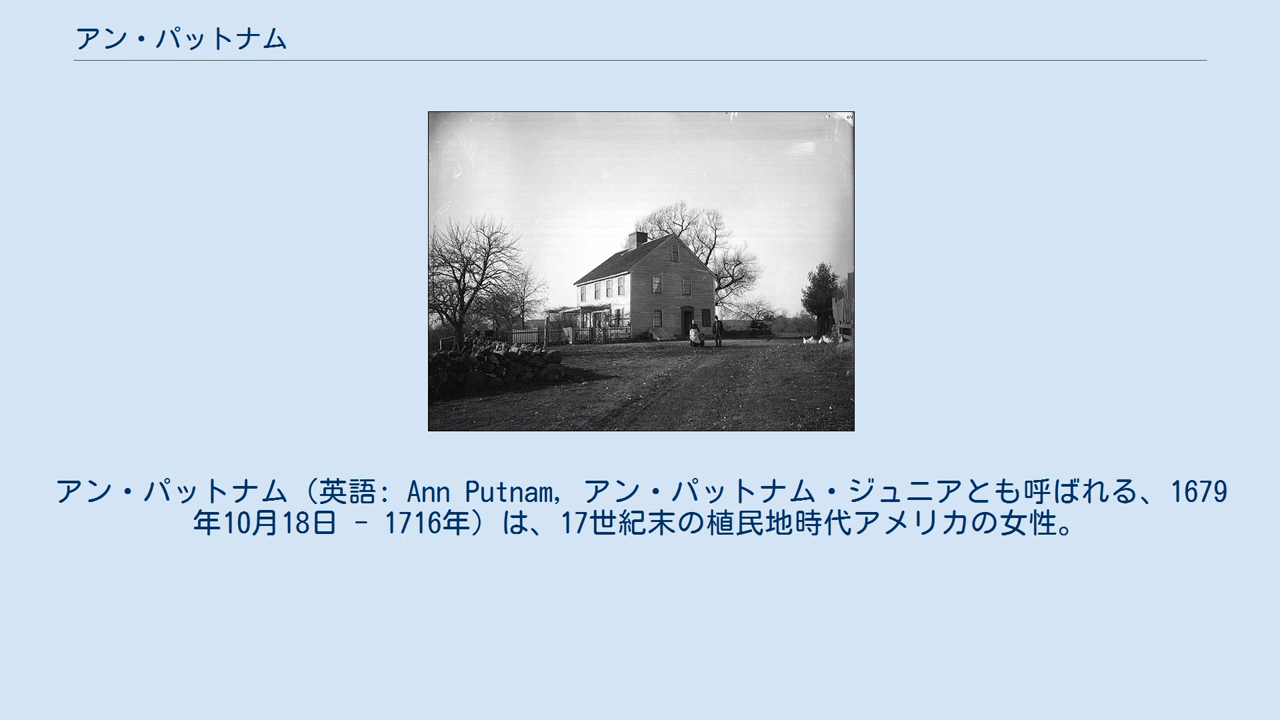 アン・パットナム
アン・パットナム（英語: Ann Putnam, アン・パットナム・ジュニアとも呼ばれる、1679
年10月18日 - 1716年）は、17世紀末の植民地時代アメリカの女性。